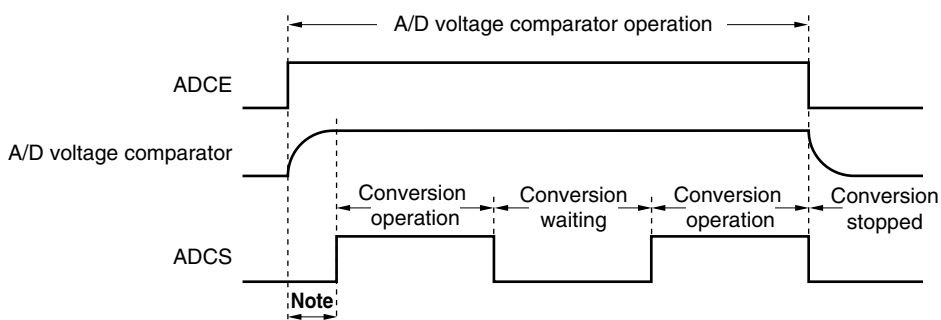 A/D voltage comparator operation
ADCE
A/D voltage comparator
Conversion
operation
Conversion
waiting
Conversion
operation
Conversion
stopped
ADCS
Note